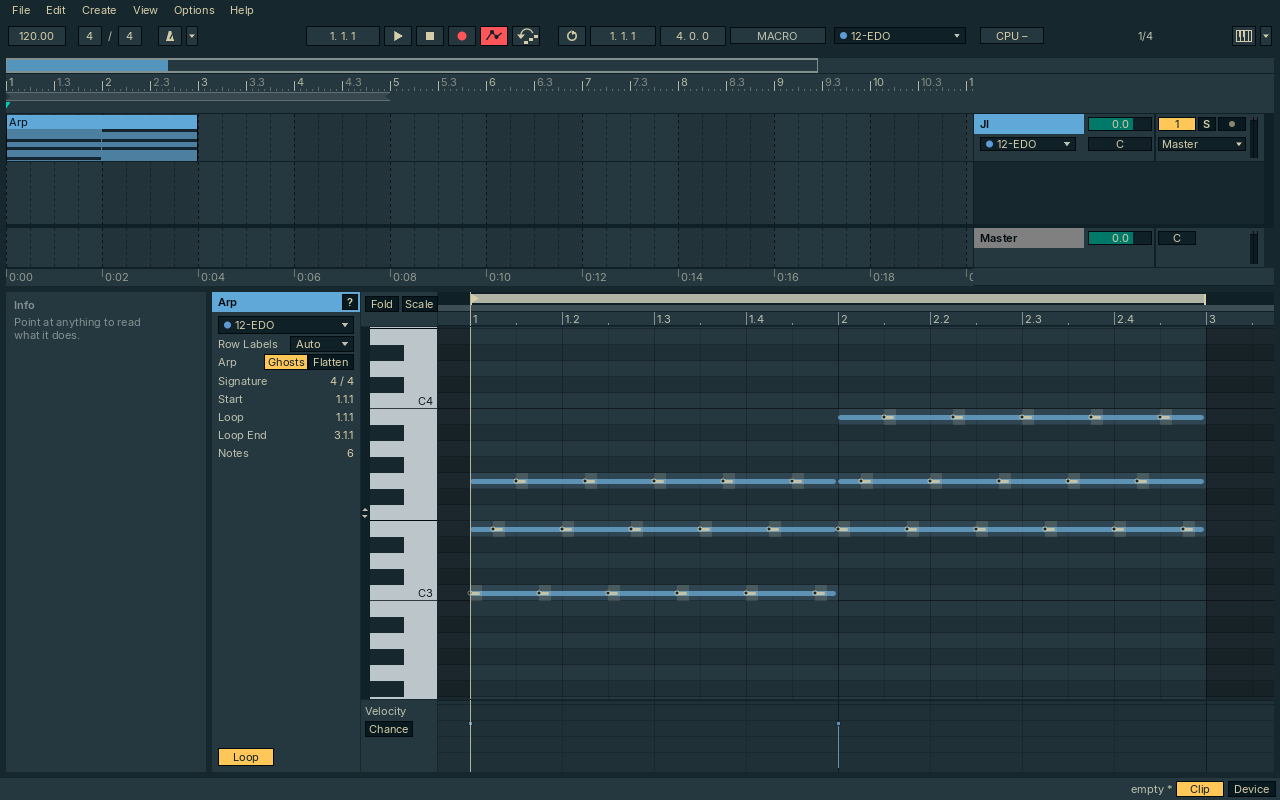 File Edit Create View Options Help
120.00 4 / 4 1. 1. 1 1. 1. 1 4. 0. 0 MACRO 12-EDO CPU – 1/4
1 1.3 2 2.3 3 3.3 4 4.3 5 5.3 6 6.3 7 7.3 8 8.3 9 9.3 10 10.3 1
Arp
JI 0.0 1 S
12-EDO C Master
Master 0.0 C
0:00 0:02 0:04 0:06 0:08 0:10 0:12 0:14 0:16 0:18
Info
Point at anything to read
what it does.
Arp ?
12-EDO
Row Labels Auto
Arp Ghosts Flatten
Signature 4 / 4
Start 1.1.1
Loop 1.1.1
Loop End 3.1.1
Notes 6
Loop
Fold Scale
1 1.2 1.3 1.4 2 2.2 2.3 2.4 3
C4
C3
Velocity
Chance
empty * Clip Device